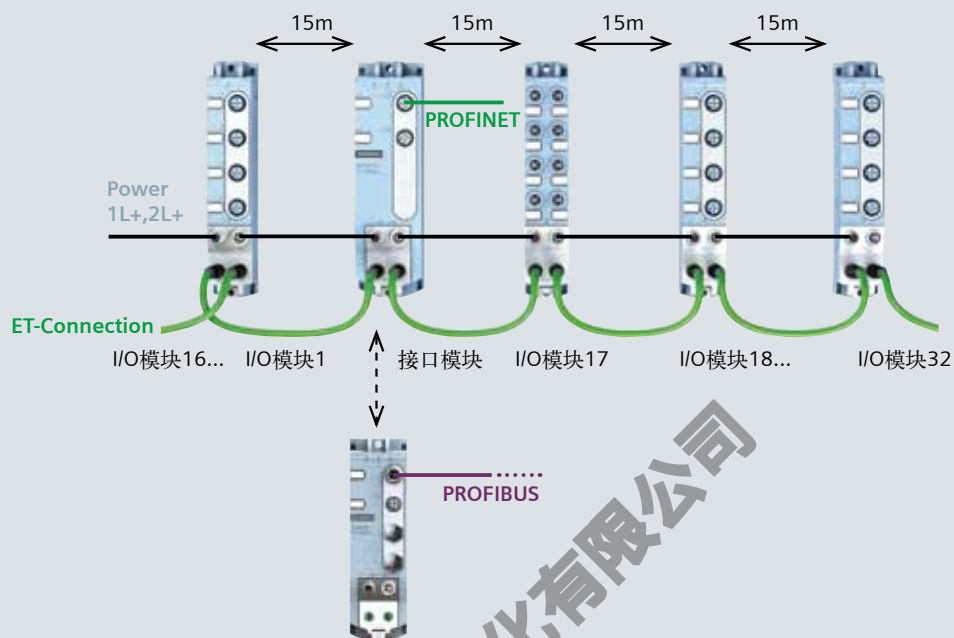 15m 15m 15m 15m
PROFINET
Power
1L+,2L+
ET-Connection
I/O模块16... I/O模块1 接口模块 I/O模块17 I/O模块18... I/O模块32
PROFIBUS
化有限公司